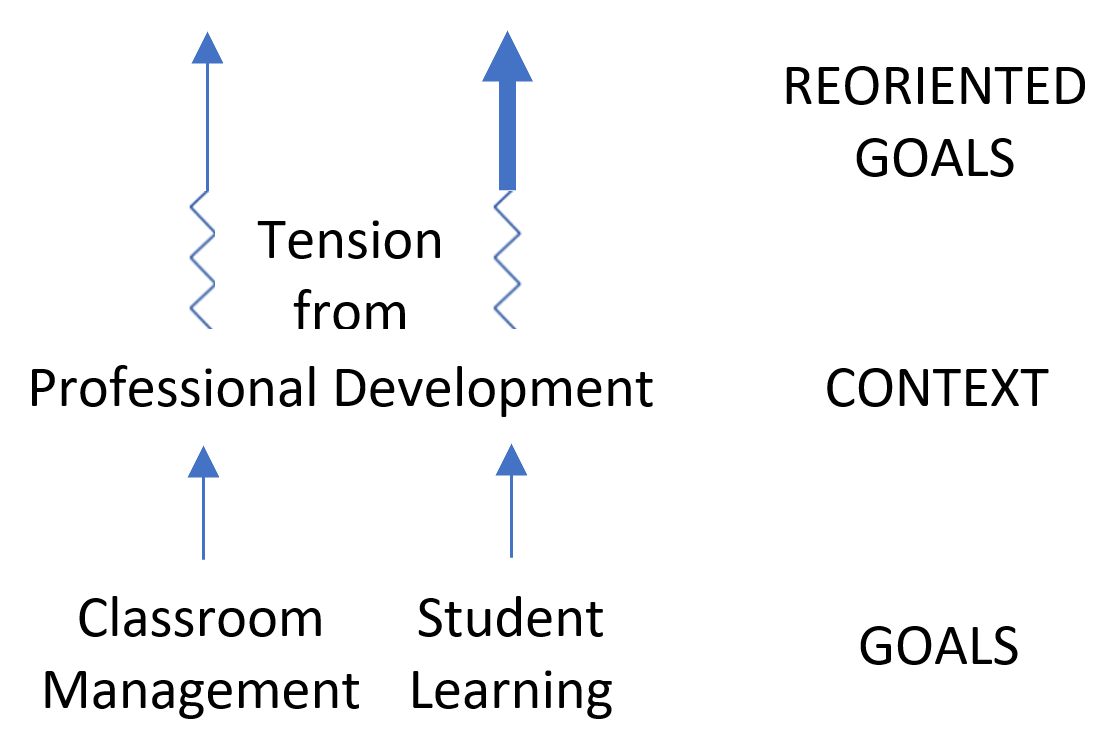 REORIENTED
GOALS
Tension
from
Professional Development
CONTEXT
Classroom
Management
Student
Learning
GOALS